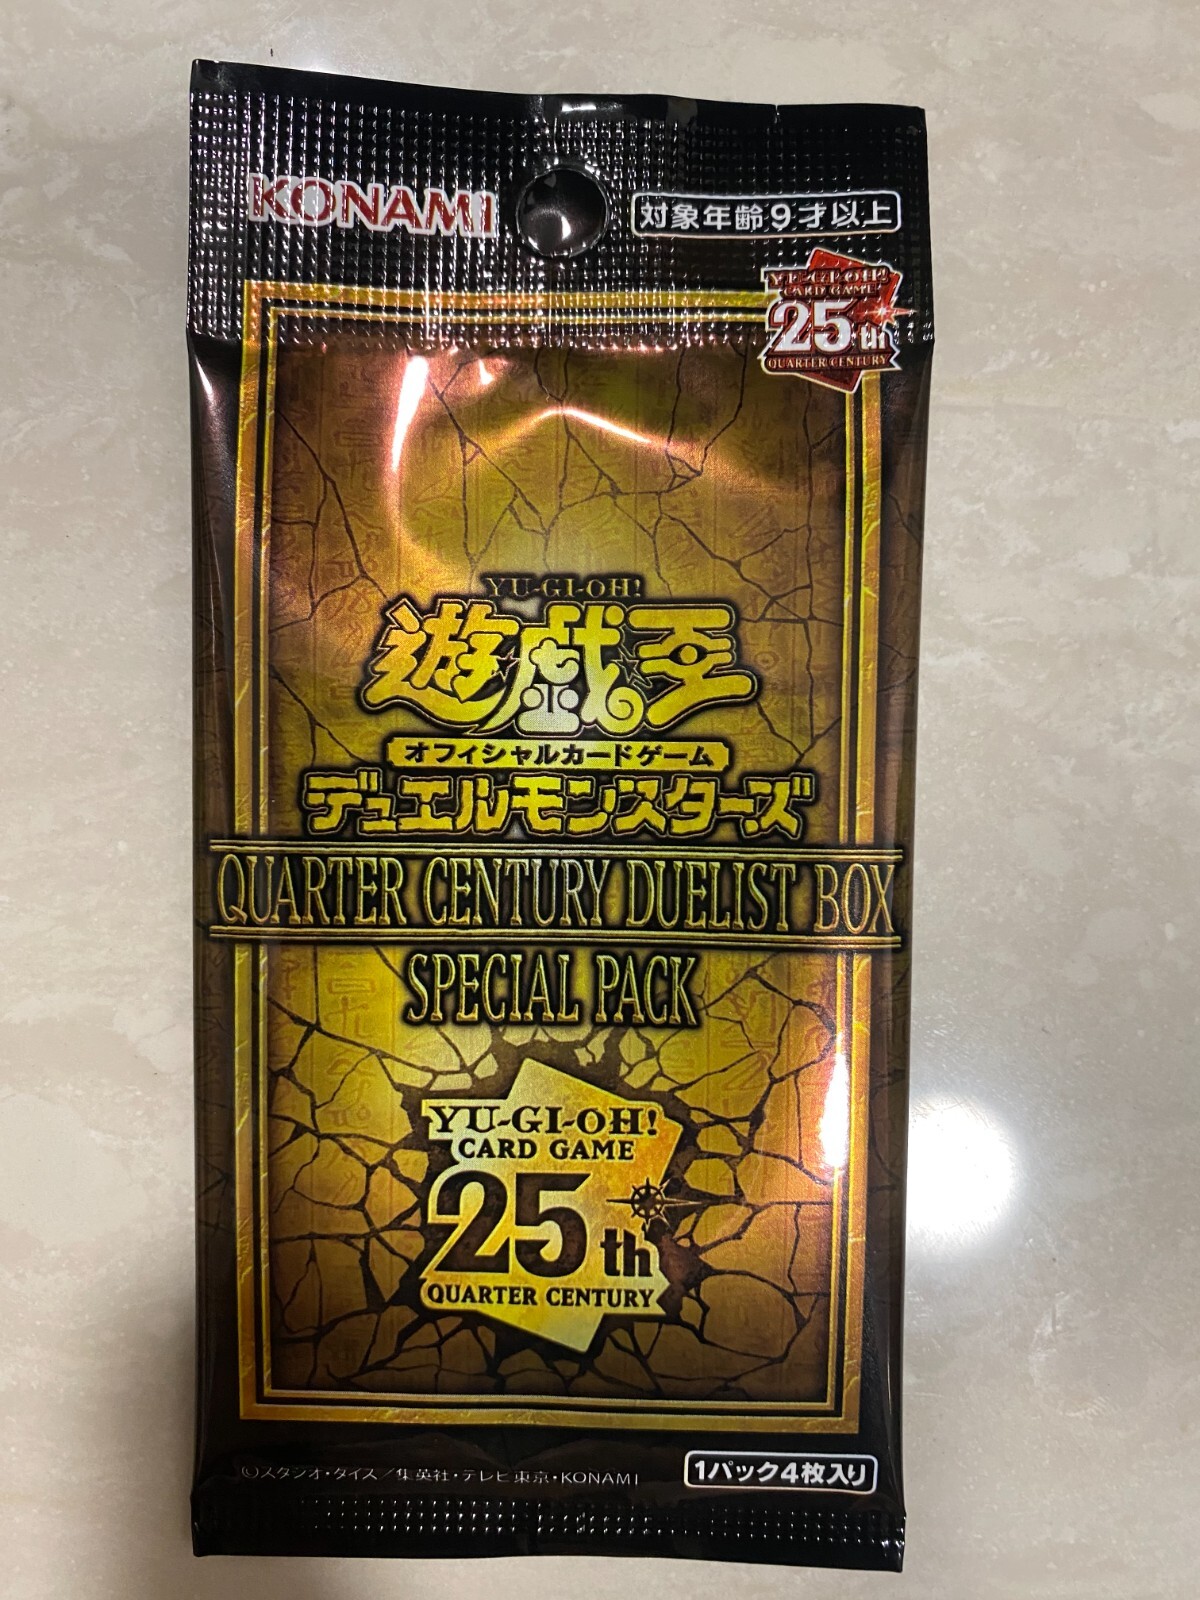 KONAMI
対象年齢9才以上
YU-GI-OH!
CARD GAME
25th
QUARTER CENTURY
YU-GI-OH!
遊戯王
オフィシャルカードゲーム
デュエルモンスターズ
QUARTER CENTURY DUELIST BOX
SPECIAL PACK
YU-GI-OH!
CARD GAME
25th
QUARTER CENTURY
©スタジオ・ダイス/集英社・テレビ東京・KONAMI
1パック4枚入り